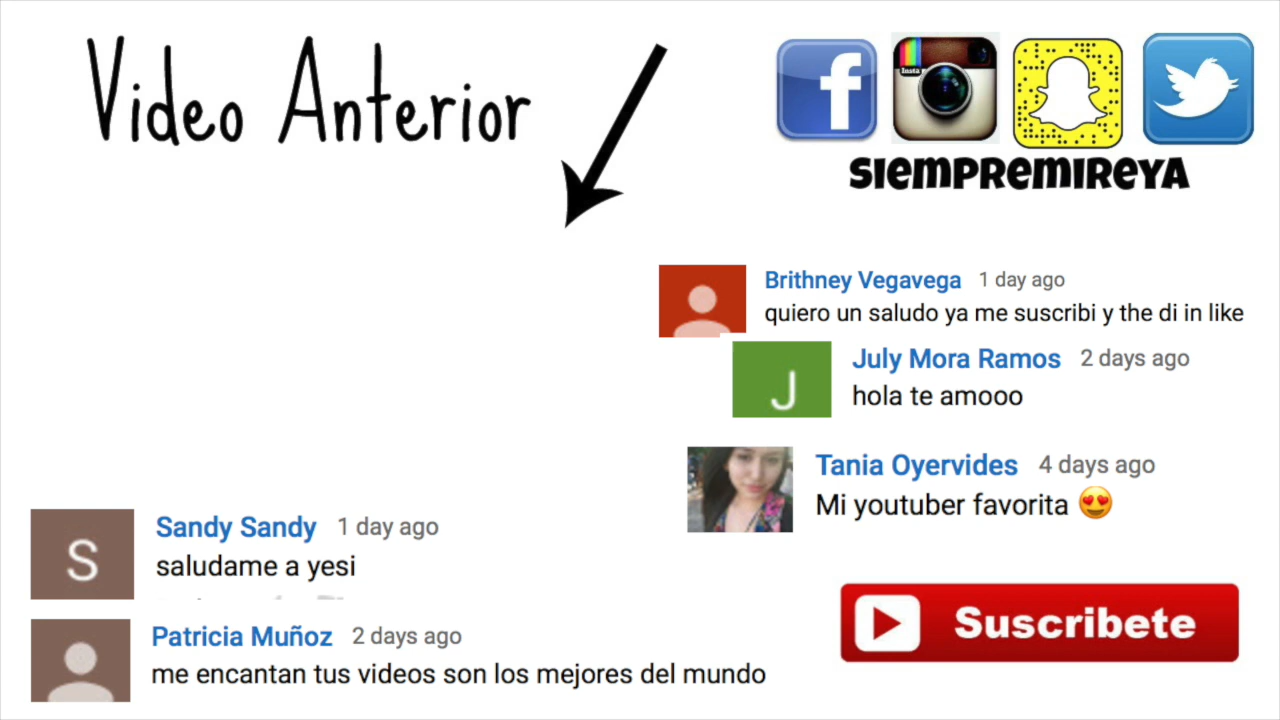 Video Anterior
Insta
SIEMPREMIREYA
Brithney Vegavega 1 day ago
quiero un saludo ya me suscribi y the di in like
J
July Mora Ramos 2 days ago
hola te amooo
Tania Oyervides 4 days ago
Mi youtuber favorita 😍
S
Sandy Sandy 1 day ago
saludame a yesi
Patricia Muñoz 2 days ago
me encantan tus videos son los mejores del mundo
Suscribete